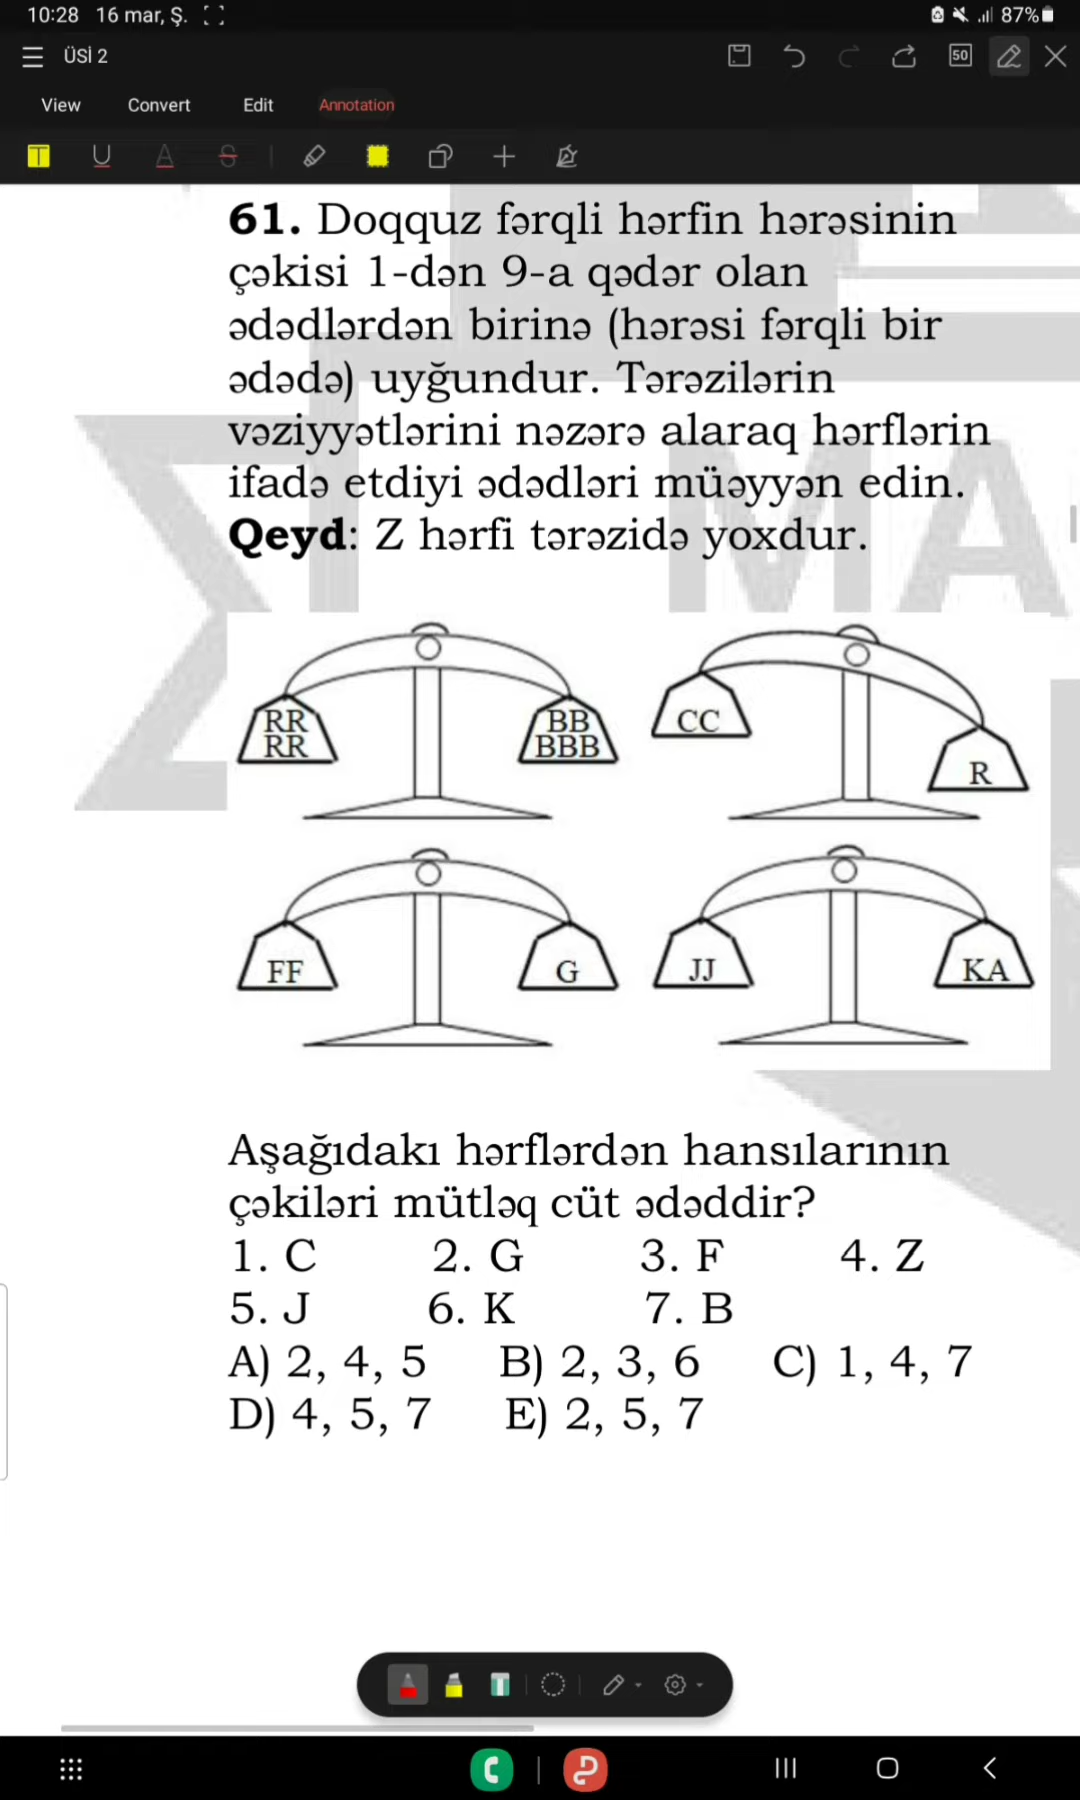 10:28 16 mar, Ş. 87%
ÜSİ 2
50
View Convert Edit Annotation
T U A S
61. Doqquz fərqli hərfin hərəsinin
çəkisi 1-dən 9-a qədər olan
ədədlərdən birinə (hərəsi fərqli bir
ədədə) uyğundur. Tərəzilərin
vəziyyətlərini nəzərə alaraq hərflərin
ifadə etdiyi ədədləri müəyyən edin.
Qeyd: Z hərfi tərəzidə yoxdur.
MA
RR
RR
BB
BBB
CC
R
FF
G
JJ
KA
Aşağıdakı hərflərdən hansılarının
çəkiləri mütləq cüt ədəddir?
1. C 2. G 3. F 4. Z
5. J 6. K 7. B
A) 2, 4, 5 B) 2, 3, 6 C) 1, 4, 7
D) 4, 5, 7 E) 2, 5, 7